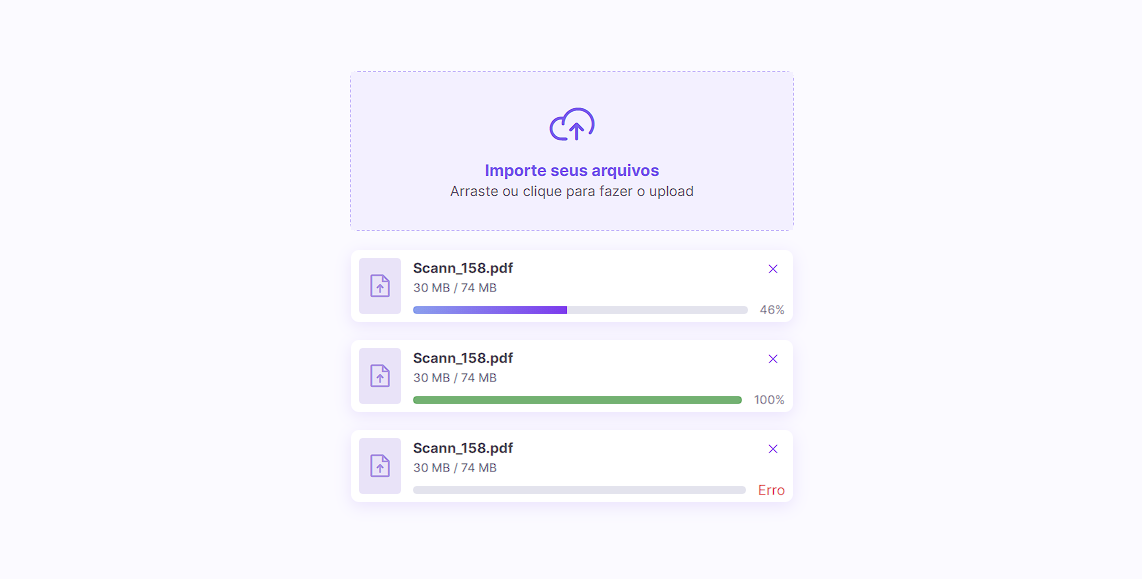 Importe seus arquivos
Arraste ou clique para fazer o upload
Scann_158.pdf
30 MB / 74 MB
46%
Scann_158.pdf
30 MB / 74 MB
100%
Scann_158.pdf
30 MB / 74 MB
Erro